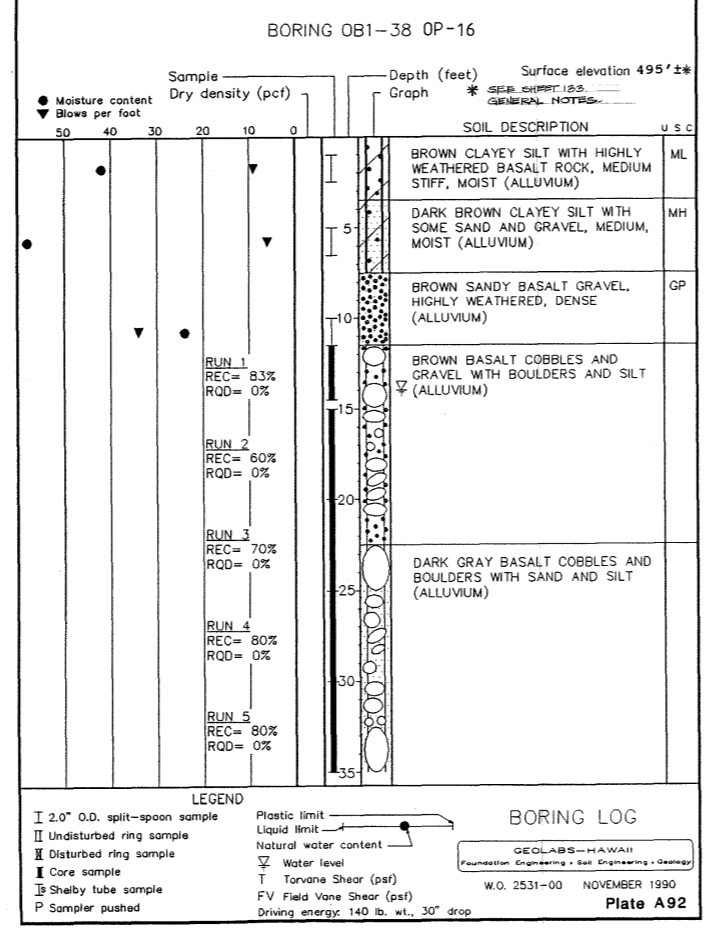 BORING OB1-38 OP-16
Sample
Dry density (pcf)
Depth (feet)
Graph
Surface elevation 495'±*
* SEE SHEET 133
GENERAL NOTES.
● Moisture content
▼ Blows per foot
50 40 30 20 10 0
SOIL DESCRIPTION
U S C
BROWN CLAYEY SILT WITH HIGHLY
WEATHERED BASALT ROCK, MEDIUM
STIFF, MOIST (ALLUVIUM)
ML
DARK BROWN CLAYEY SILT WITH
SOME SAND AND GRAVEL, MEDIUM,
MOIST (ALLUVIUM)
MH
5
BROWN SANDY BASALT GRAVEL,
HIGHLY WEATHERED, DENSE
(ALLUVIUM)
GP
10
RUN 1
REC= 83%
RQD= 0%
BROWN BASALT COBBLES AND
GRAVEL WITH BOULDERS AND SILT
(ALLUVIUM)
15
RUN 2
REC= 60%
RQD= 0%
20
RUN 3
REC= 70%
RQD= 0%
DARK GRAY BASALT COBBLES AND
BOULDERS WITH SAND AND SILT
(ALLUVIUM)
25
RUN 4
REC= 80%
RQD= 0%
30
RUN 5
REC= 80%
RQD= 0%
35
LEGEND
2.0" O.D. split-spoon sample
Undisturbed ring sample
Disturbed ring sample
Core sample
Shelby tube sample
P Sampler pushed
Plastic limit
Liquid limit
Natural water content
Water level
T Torvane Shear (psf)
FV Field Vane Shear (psf)
Driving energy: 140 lb. wt., 30" drop
BORING LOG
GEOLABS-HAWAII
Foundation Engineering • Soil Engineering • Geology
W.O. 2531-00 NOVEMBER 1990
Plate A92